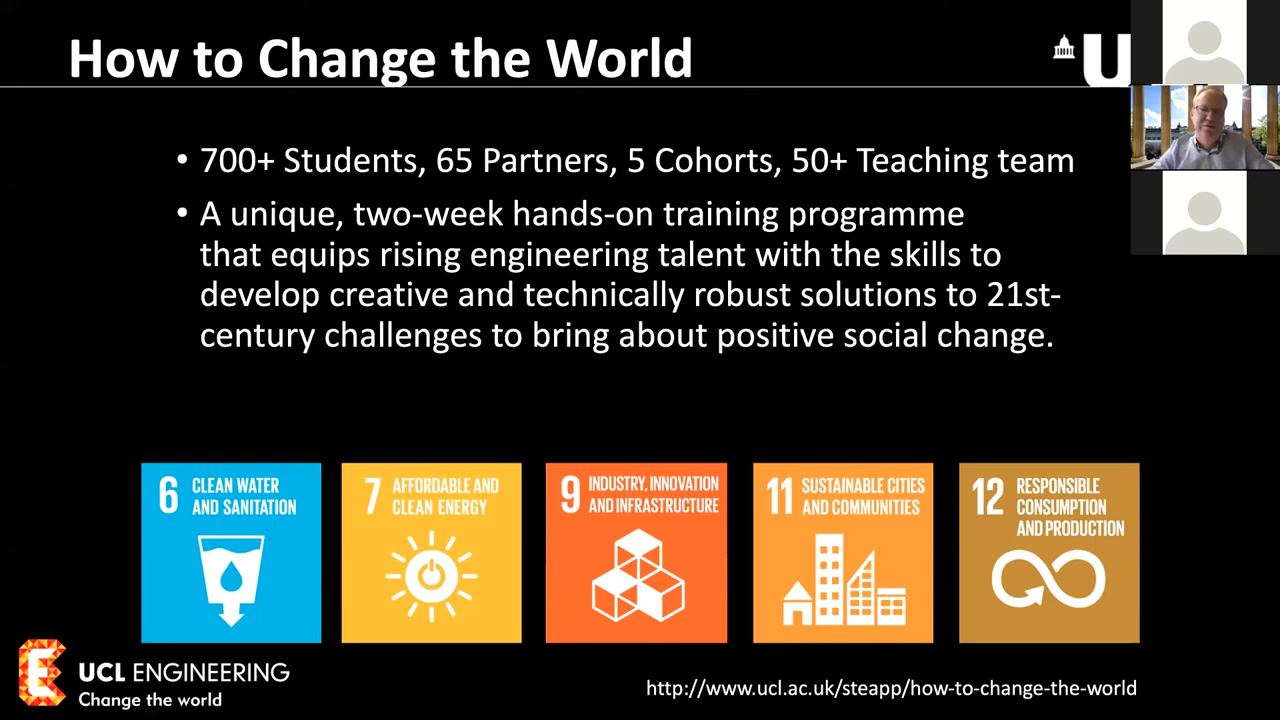 How to Change the World
U
• 700+ Students, 65 Partners, 5 Cohorts, 50+ Teaching team
• A unique, two-week hands-on training programme
that equips rising engineering talent with the skills to
develop creative and technically robust solutions to 21st-
century challenges to bring about positive social change.
6 CLEAN WATER
AND SANITATION
7 AFFORDABLE AND
CLEAN ENERGY
9 INDUSTRY, INNOVATION
AND INFRASTRUCTURE
11 SUSTAINABLE CITIES
AND COMMUNITIES
12 RESPONSIBLE
CONSUMPTION
AND PRODUCTION
UCL ENGINEERING
Change the world
http://www.ucl.ac.uk/steapp/how-to-change-the-world